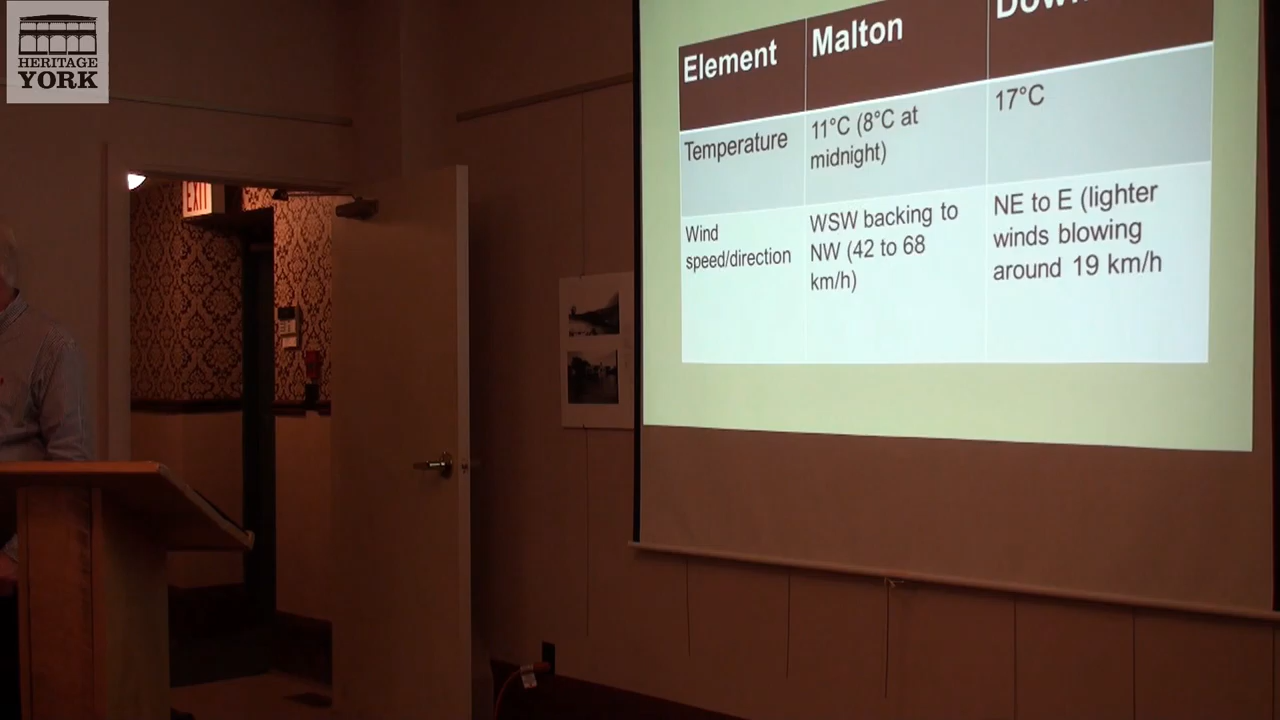 HERITAGE
YORK
EXIT
Element
Malton
Temperature
11°C (8°C at
midnight)
17°C
Wind
speed/direction
WSW backing to
NW (42 to 68
km/h)
NE to E (lighter
winds blowing
around 19 km/h